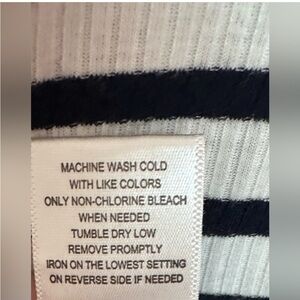 MACHINE WASH COLD
WITH LIKE COLORS
ONLY NON-CHLORINE BLEACH
WHEN NEEDED
TUMBLE DRY LOW
REMOVE PROMPTLY
IRON ON THE LOWEST SETTING
ON REVERSE SIDE IF NEEDED